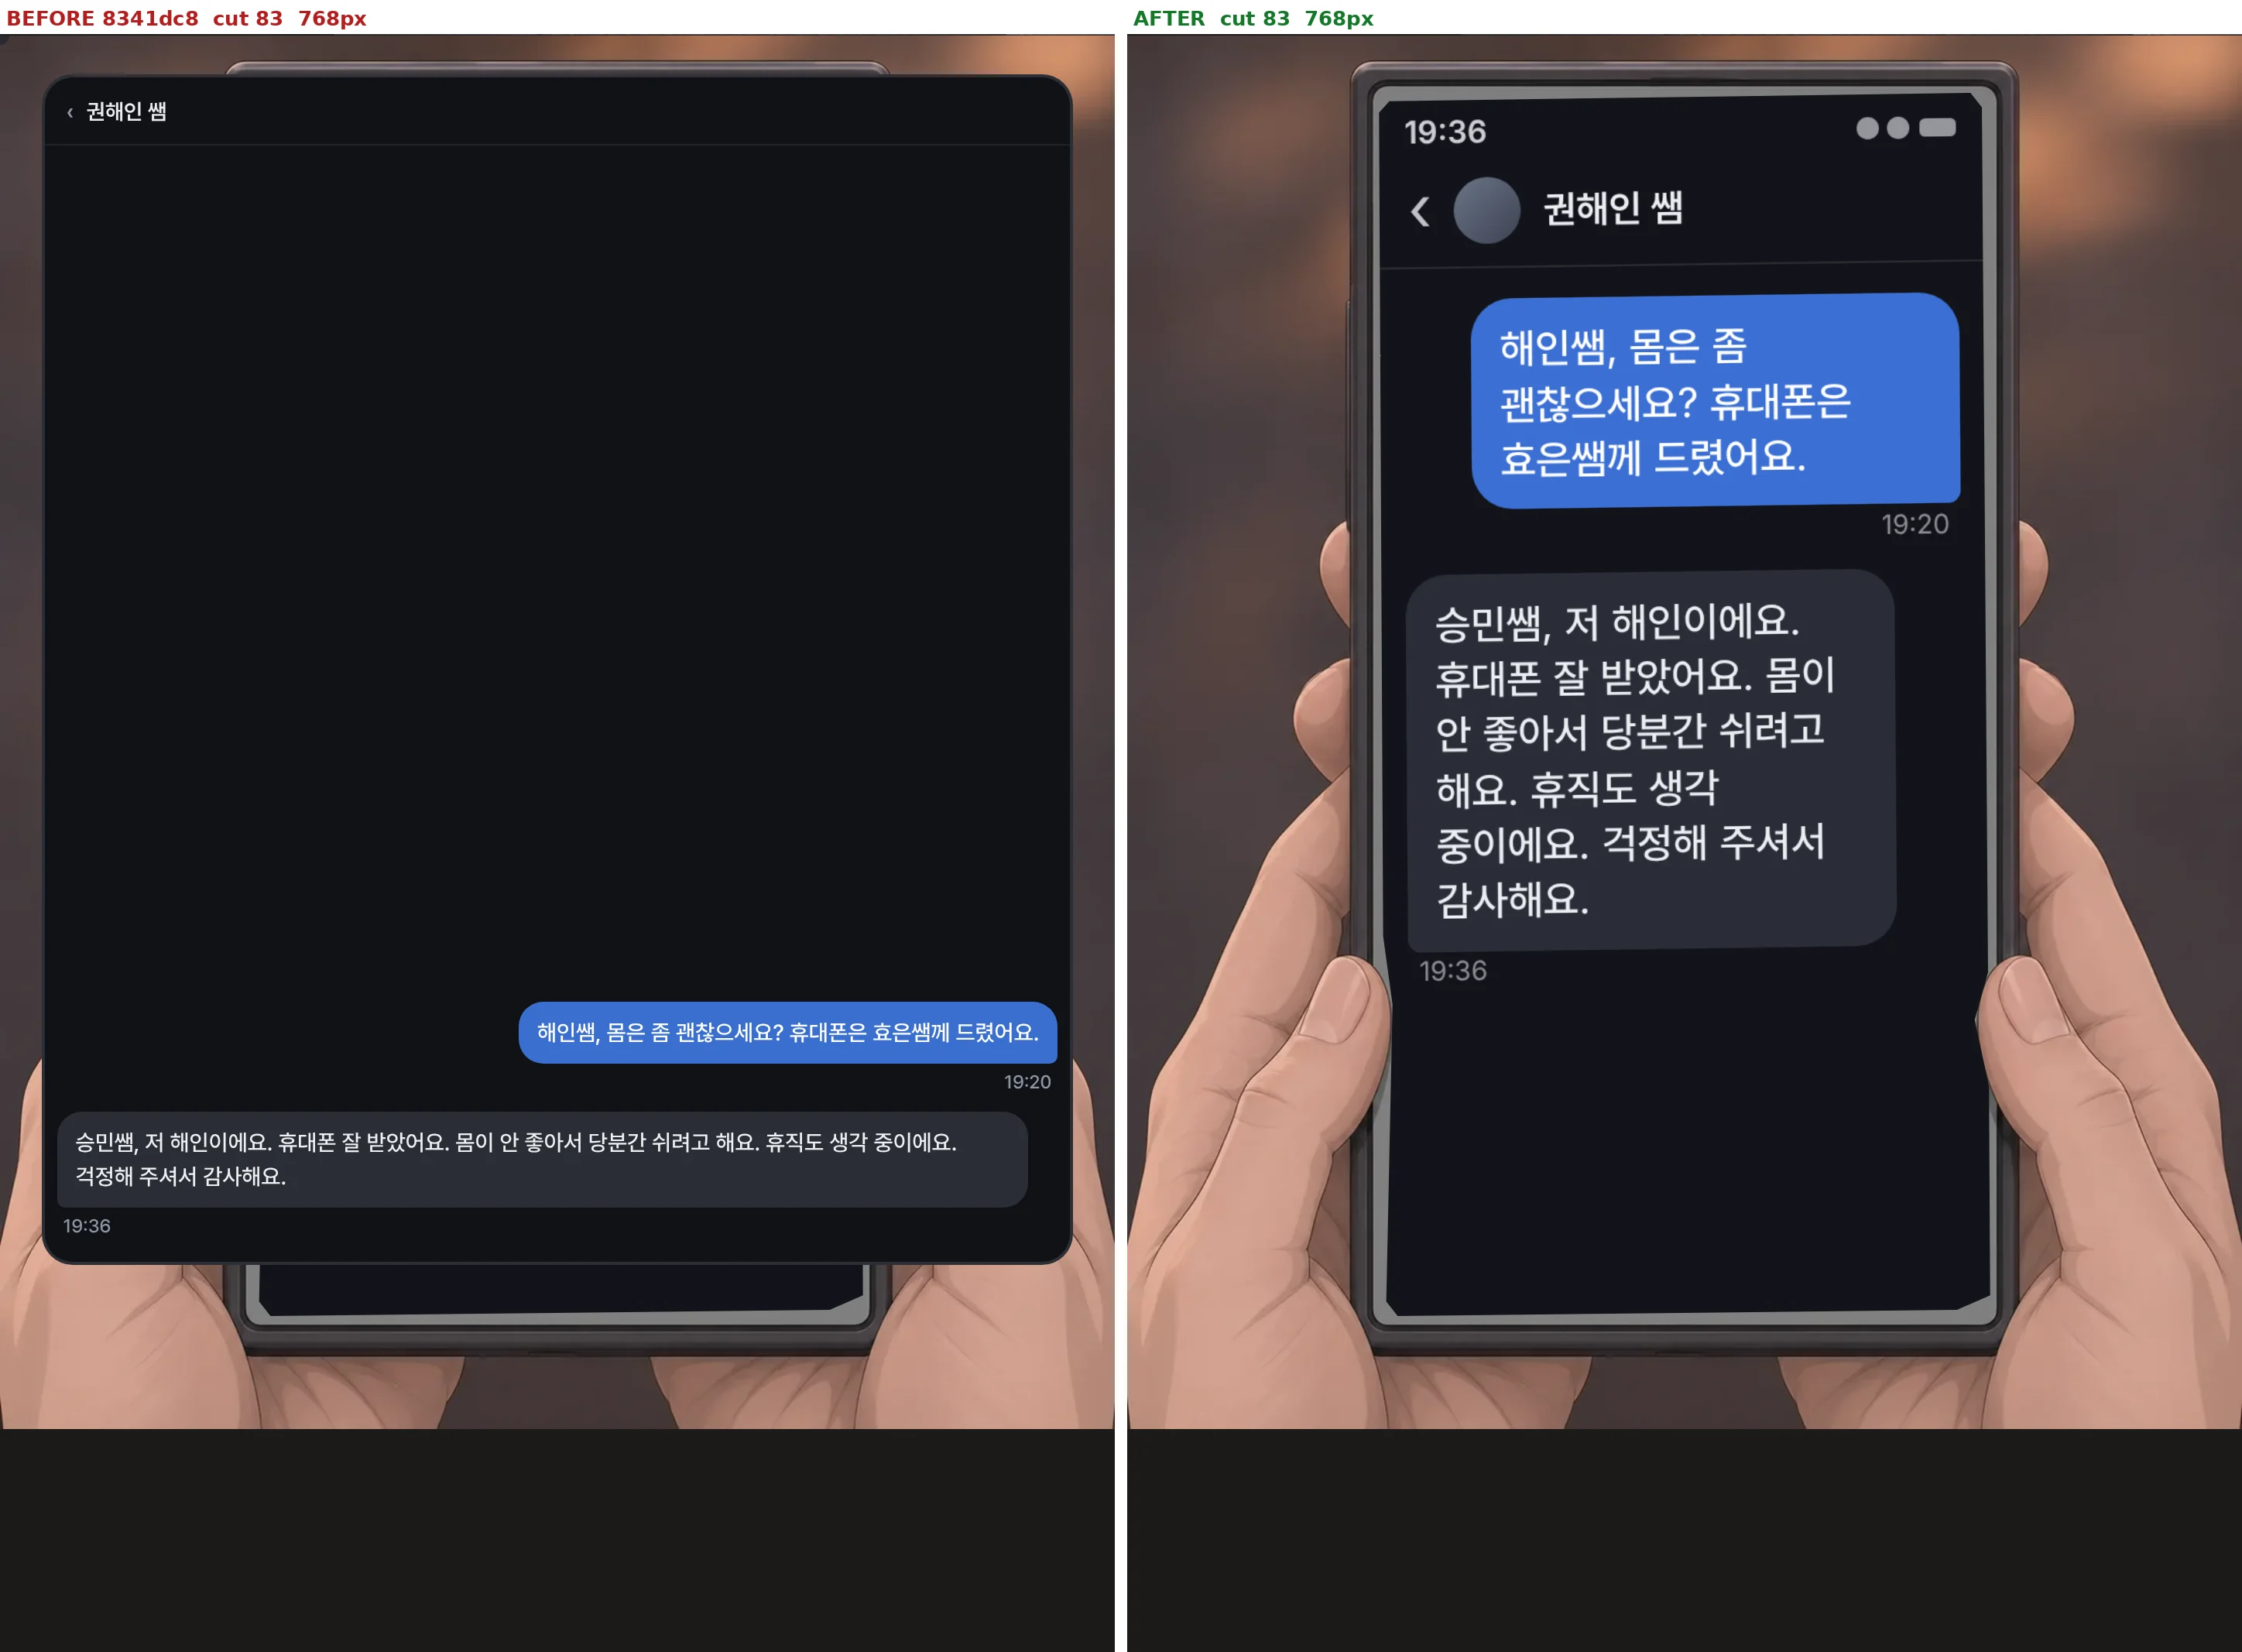 BEFORE 8341dc8 cut 83 768px
‹ 권해인 쌤
해인쌤, 몸은 좀 괜찮으세요? 휴대폰은 효은쌤께 드렸어요.
19:20
승민쌤, 저 해인이에요. 휴대폰 잘 받았어요. 몸이 안 좋아서 당분간 쉬려고 해요. 휴직도 생각 중이에요.
걱정해 주셔서 감사해요.
19:36
AFTER cut 83 768px
19:36
‹ 권해인 쌤
해인쌤, 몸은 좀
괜찮으세요? 휴대폰은
효은쌤께 드렸어요.
19:20
승민쌤, 저 해인이에요.
휴대폰 잘 받았어요. 몸이
안 좋아서 당분간 쉬려고
해요. 휴직도 생각
중이에요. 걱정해 주셔서
감사해요.
19:36